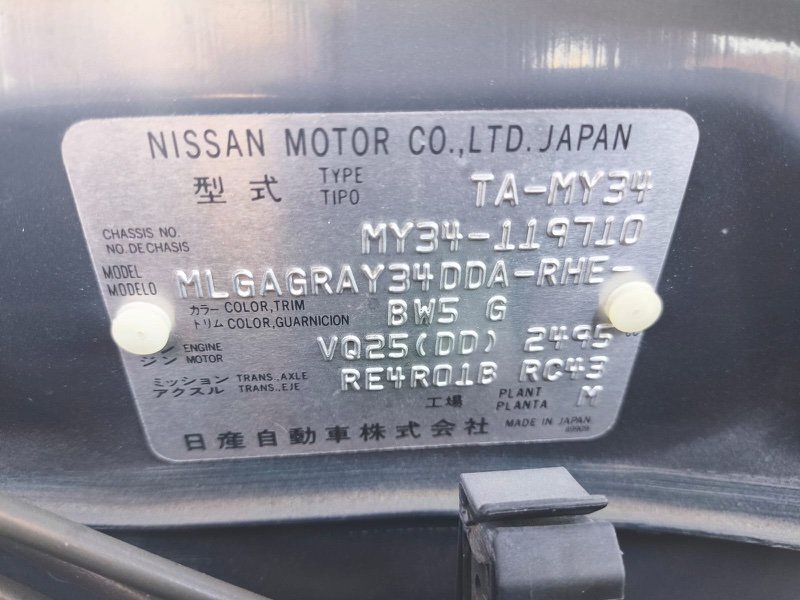 NISSAN MOTOR CO.,LTD. JAPAN
型式 TYPE TIPO TA-MY34
CHASSIS NO. NO.DE CHASIS MY34-119710
MODEL MODELO MLGAGRAY34DDA-RHE-
カラー COLOR,TRIM トリム COLOR,GUARNICION BW5 G
ジン ENGINE MOTOR VQ25(DD) 2495 cc
ミッション TRANS.,AXLE アクスル TRANS.,EJE RE4R01B RC43
工場 PLANT PLANTA M
日産自動車株式会社 MADE IN JAPAN